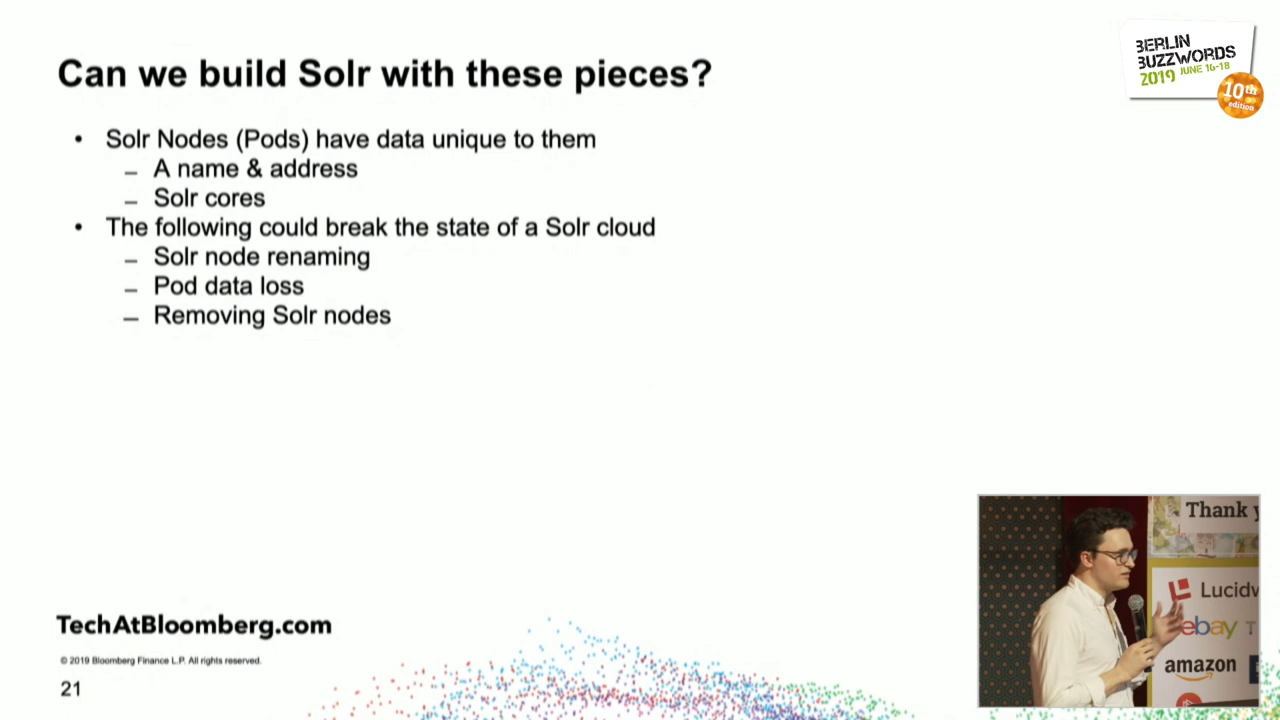 Can we build Solr with these pieces?
BERLIN
BUZZWORDS
2019 JUNE 16-18
10th
edition
• Solr Nodes (Pods) have data unique to them
– A name & address
– Solr cores
• The following could break the state of a Solr cloud
– Solr node renaming
– Pod data loss
– Removing Solr nodes
Thank
Lucidw
ebay T
amazon
TechAtBloomberg.com
© 2019 Bloomberg Finance L.P. All rights reserved.
21